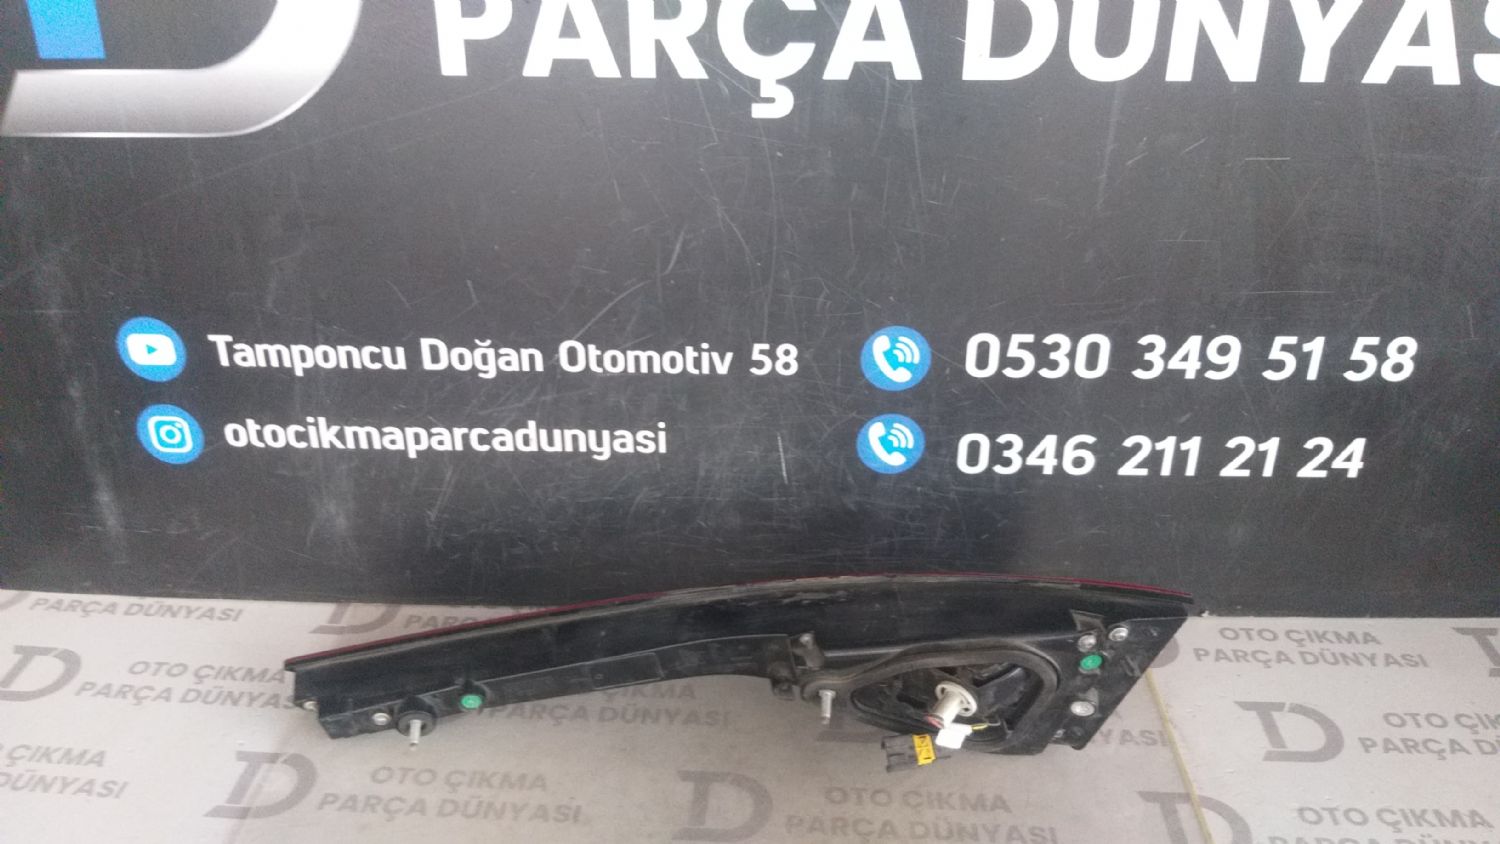 PARÇA DÜNYAS
Tamponcu Doğan Otomotiv 58
otocikmaparcadunyasi
0530 349 51 58
0346 211 21 24
PARÇA DÜNYASI
OTO ÇIKMA
PARÇA DÜNYASI
OTO ÇIKMA
PARÇA DÜNYASI
PARÇA DÜNYASI
OTO ÇIKMA
PARÇA DÜNYASI
ÇIKMA
DÜNYASI
OTO ÇIKMA
PARÇA DÜNYASI
OTO ÇIKMA
PARÇA DÜNYASI
OTO ÇIKMA